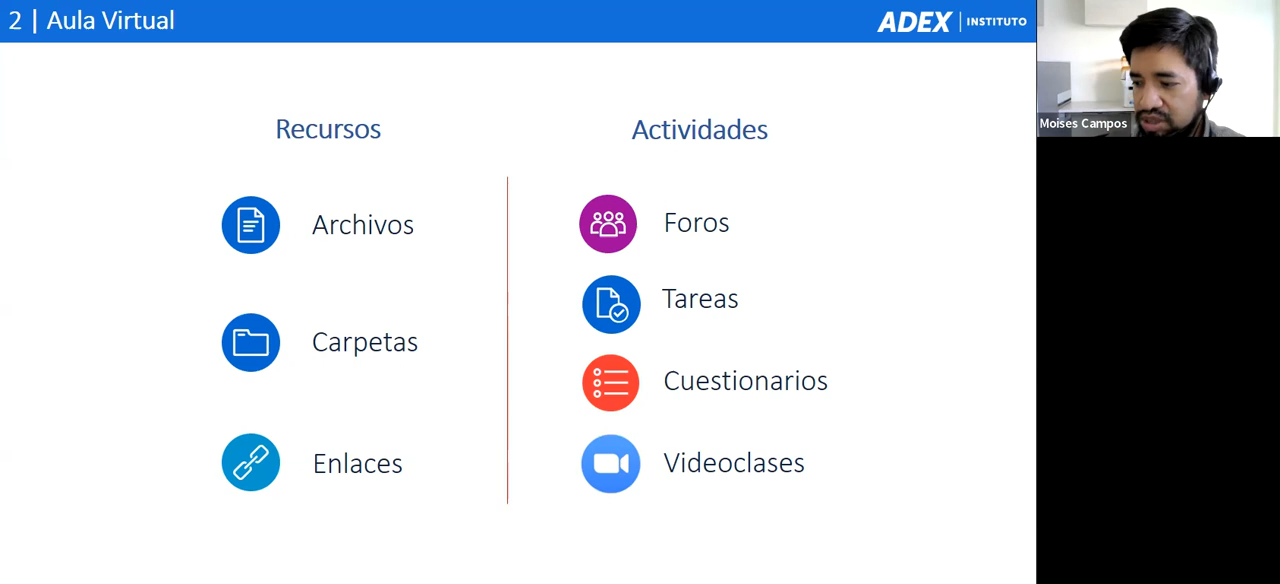 2 | Aula Virtual
ADEX | INSTITUTO
Moises Campos
Recursos
Archivos
Carpetas
Enlaces
Actividades
Foros
Tareas
Cuestionarios
Videoclases